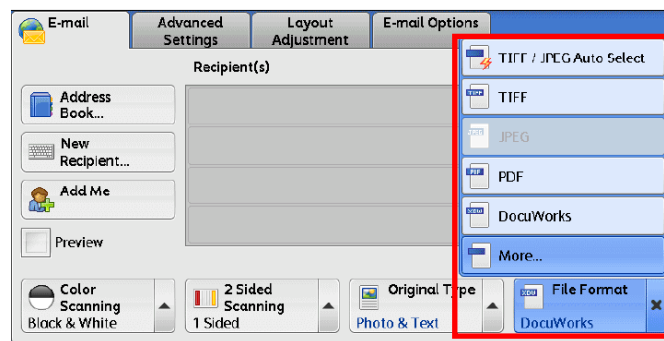 E-mail
Advanced
Settings
Layout
Adjustment
E-mail Options
Recipient(s)
TIFF / JPEG Auto Select
TIFF
JPEG
PDF
DocuWorks
More...
Address
Book...
New
Recipient...
Add Me
Preview
Color
Scanning
Black & White
2 Sided
Scanning
1 Sided
Original Type
Photo & Text
File Format
DocuWorks